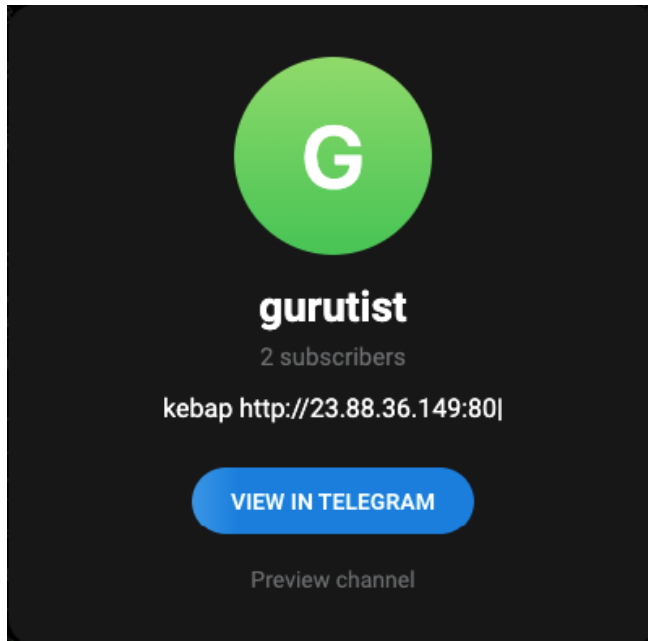 G
gurutist
2 subscribers
kebap http://23.88.36.149:80|
VIEW IN TELEGRAM
Preview channel